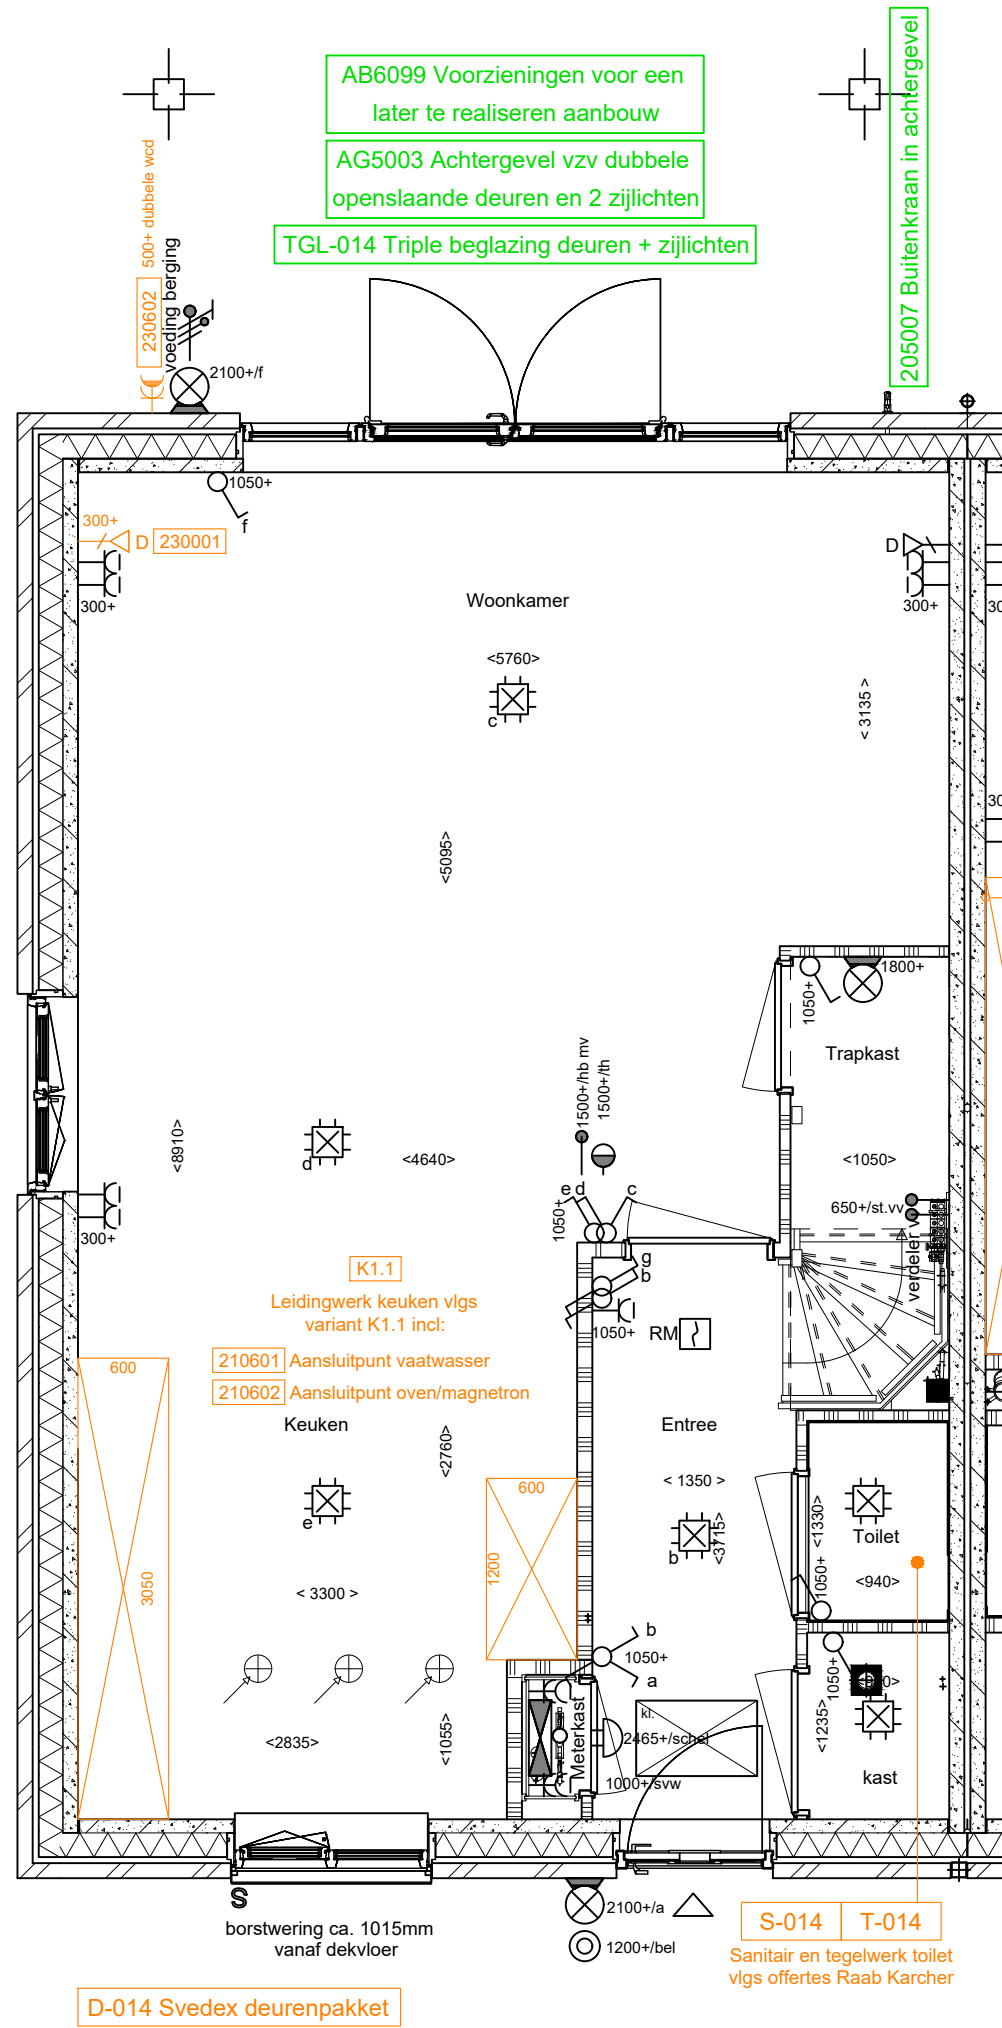 AB6099 Voorzieningen voor een
later te realiseren aanbouw
AG5003 Achtergevel vzv dubbele
openslaande deuren en 2 zijlichten
TGL-014 Triple beglazing deuren + zijlichten
205007 Buitenkraan in achtergevel
500+ dubbele wcd
230602
voeding berging
2100+/f
1050+
f
300+
D
230001
300+
D
300+
Woonkamer
<5760>
c
< 3135 >
<5095>
1050+
1800+
Trapkast
1500+/hb mv
1500+/th
d
<8910>
<4640>
<1050>
e d
c
1050+
650+/st.vv
verdeler v
300+
g
b
1050+
RM
K1.1
Leidingwerk keuken vlgs
variant K1.1 incl:
210601 Aansluitpunt vaatwasser
210602 Aansluitpunt oven/magnetron
600
Keuken
<2760>
Entree
600
< 1350 >
e
b
<3715>
<1330>
Toilet
1200
3050
< 3300 >
1050+
<940>
b
1050+
a
1050+
kl.
2465+/schel
Meterkast
1000+/svw
<2835>
<1055>
<1235>
kast
S
borstwering ca. 1015mm
vanaf dekvloer
2100+/a
1200+/bel
S-014
T-014
Sanitair en tegelwerk toilet
vlgs offertes Raab Karcher
D-014 Svedex deurenpakket